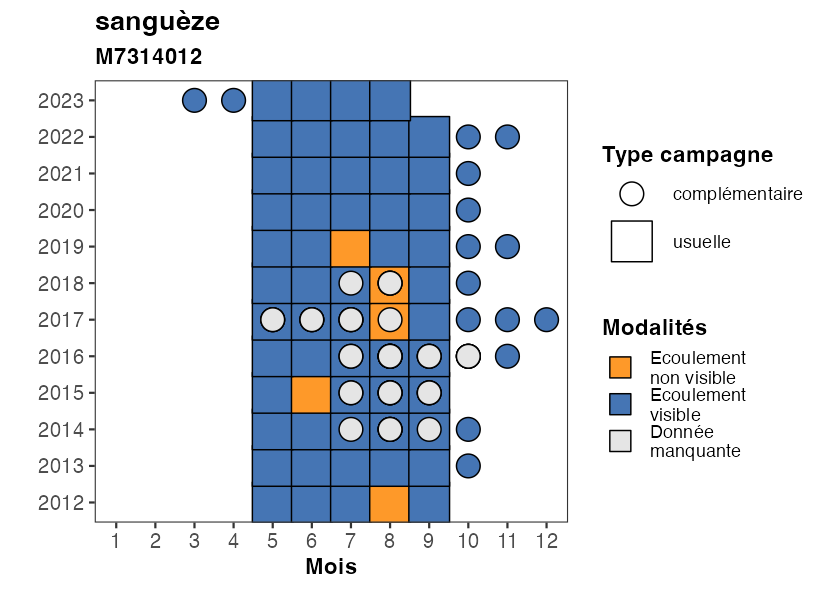 sanguèze
M7314012
2023
2022
2021
2020
2019
2018
2017
2016
2015
2014
2013
2012
1 2 3 4 5 6 7 8 9 10 11 12
Mois
Type campagne
complémentaire
usuelle
Modalités
Ecoulement
non visible
Ecoulement
visible
Donnée
manquante